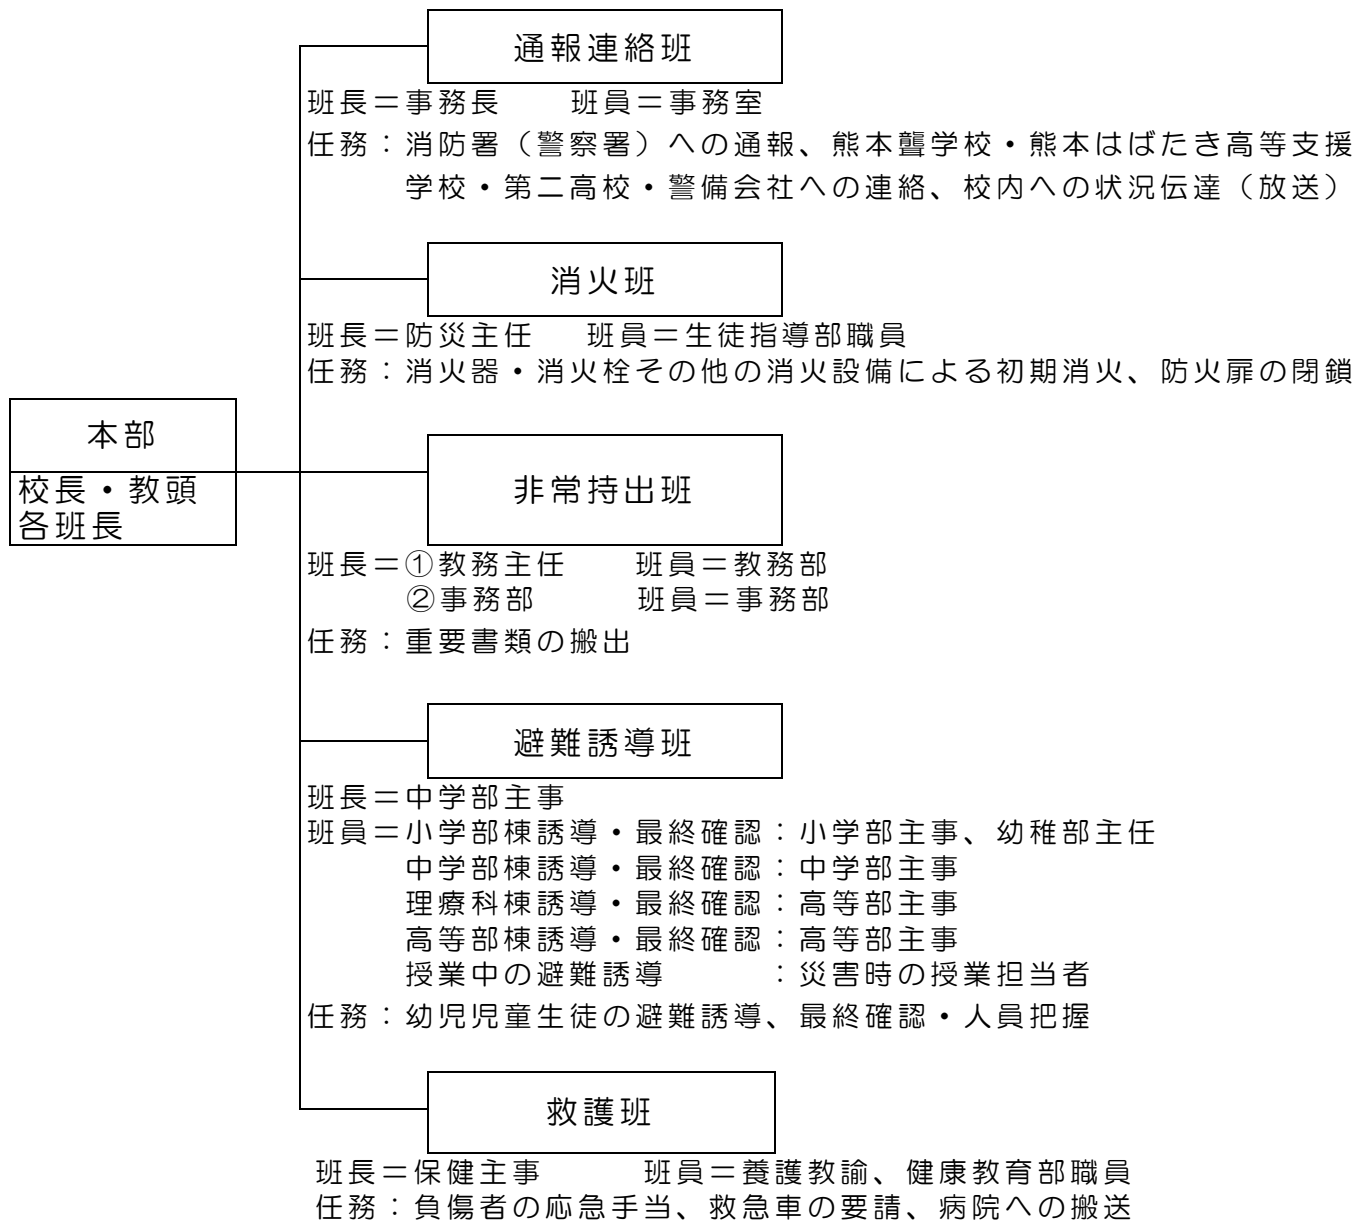 通報連絡班
班長＝事務長　　班員＝事務室
任務：消防署（警察署）への通報、熊本聾学校・熊本はばたき高等支援
学校・第二高校・警備会社への連絡、校内への状況伝達（放送）
消火班
班長＝防災主任　　班員＝生徒指導部職員
任務：消火器・消火栓その他の消火設備による初期消火、防火扉の閉鎖
本部
校長・教頭
各班長
非常持出班
班長＝①教務主任　　班員＝教務部
②事務部　　　班員＝事務部
任務：重要書類の搬出
避難誘導班
班長＝中学部主事
班員＝小学部棟誘導・最終確認：小学部主事、幼稚部主任
中学部棟誘導・最終確認：中学部主事
理療科棟誘導・最終確認：高等部主事
高等部棟誘導・最終確認：高等部主事
授業中の避難誘導　　　：災害時の授業担当者
任務：幼児児童生徒の避難誘導、最終確認・人員把握
救護班
班長＝保健主事　　　班員＝養護教諭、健康教育部職員
任務：負傷者の応急手当、救急車の要請、病院への搬送